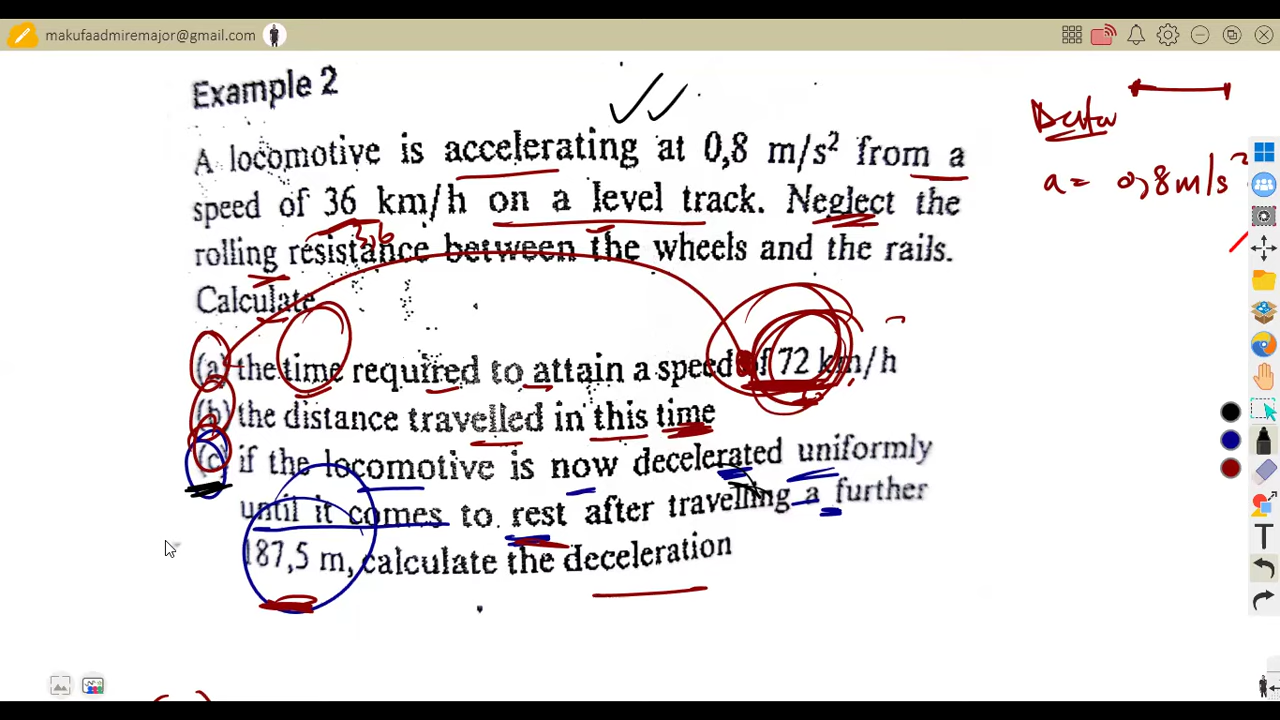 makufaadmiremajor@gmail.com
Example 2
A locomotive is accelerating at 0,8 m/s² from a
speed of 36 km/h on a level track. Neglect the
rolling resistance between the wheels and the rails.
Calculate
(a) the time required to attain a speed of 72 km/h
(b) the distance travelled in this time
(c) if the locomotive is now decelerated uniformly
until it comes to rest after travelling a further
187,5 m, calculate the deceleration
3,6
a = 0,8m/s²
T